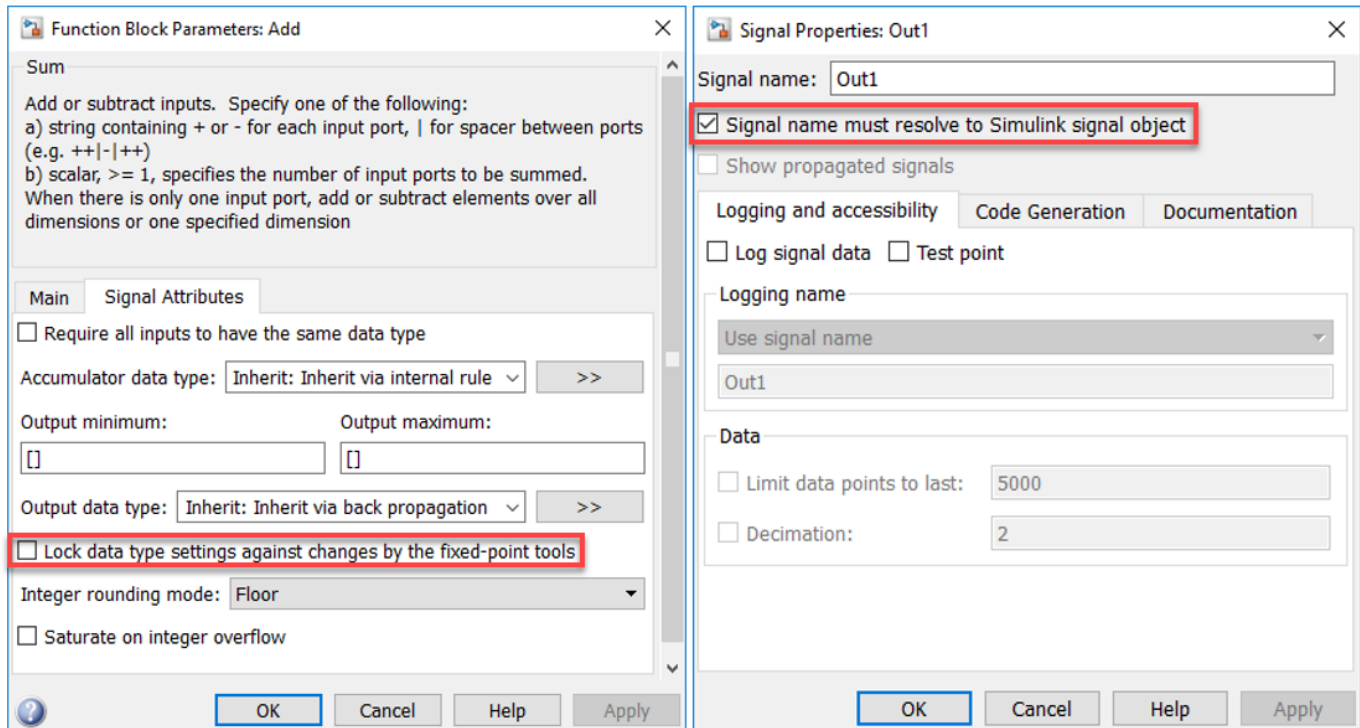 Function Block Parameters: Add
Sum
Add or subtract inputs.  Specify one of the following:
a) string containing + or - for each input port, | for spacer between ports
(e.g. ++|-|++)
b) scalar, >= 1, specifies the number of input ports to be summed.
When there is only one input port, add or subtract elements over all
dimensions or one specified dimension
Main
Signal Attributes
Require all inputs to have the same data type
Accumulator data type:
Inherit: Inherit via internal rule
>>
Output minimum:
Output maximum:
[]
[]
Output data type:
Inherit: Inherit via back propagation
>>
Lock data type settings against changes by the fixed-point tools
Integer rounding mode:
Floor
Saturate on integer overflow
?
OK
Cancel
Help
Apply
Signal Properties: Out1
Signal name:
Out1
Signal name must resolve to Simulink signal object
Show propagated signals
Logging and accessibility
Code Generation
Documentation
Log signal data
Test point
Logging name
Use signal name
Out1
Data
Limit data points to last:
5000
Decimation:
2
OK
Cancel
Help
Apply